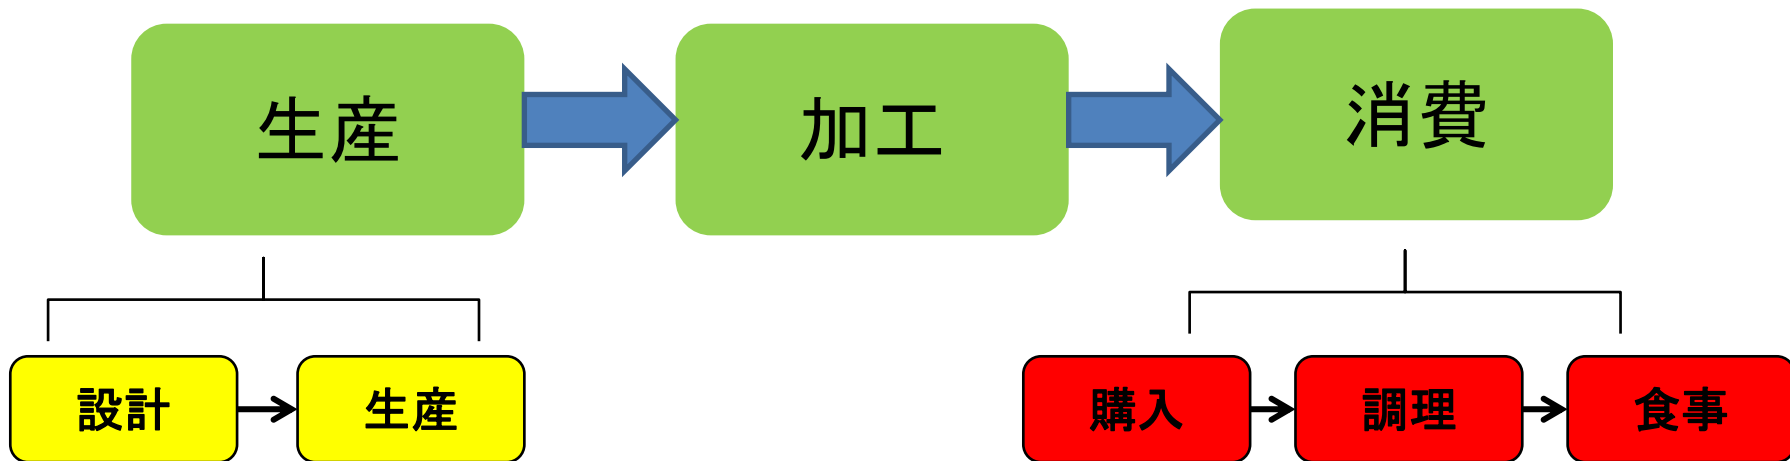 生産
加工
消費
設計
生産
購入
調理
食事